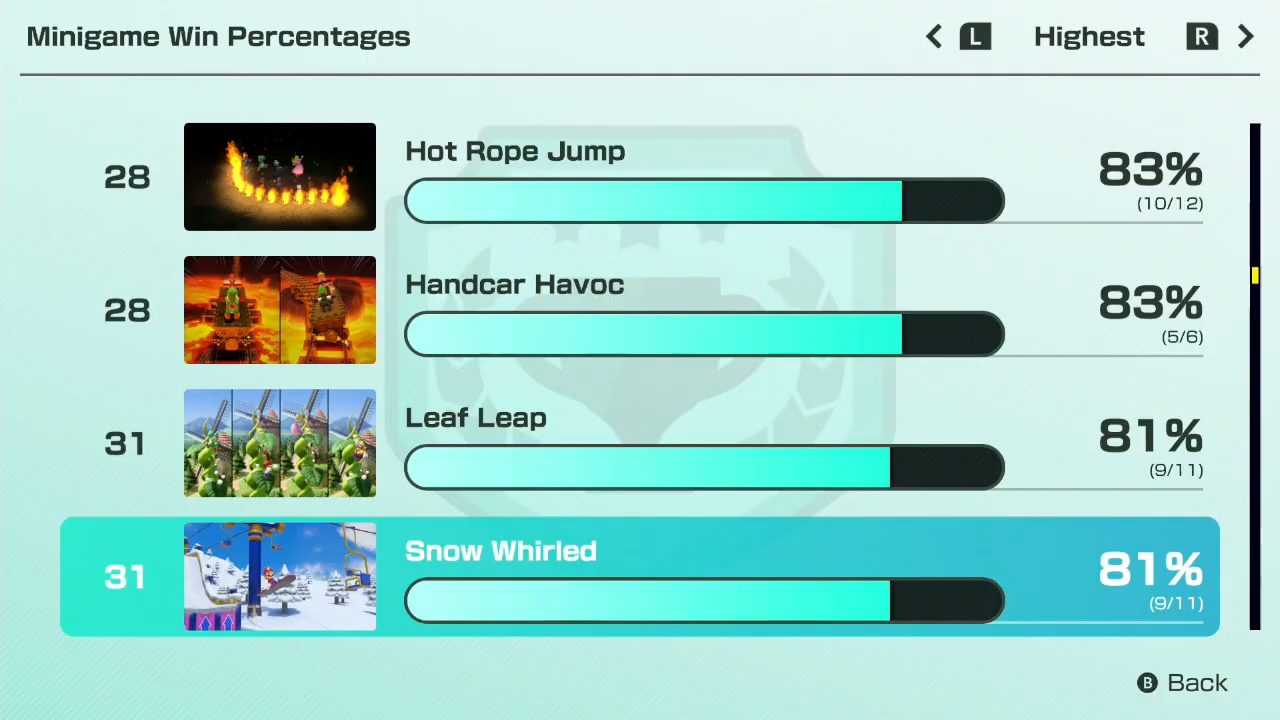 Minigame Win Percentages
L Highest R
28 Hot Rope Jump 83%
(10/12)
28 Handcar Havoc 83%
(5/6)
31 Leaf Leap 81%
(9/11)
31 Snow Whirled 81%
(9/11)
B Back